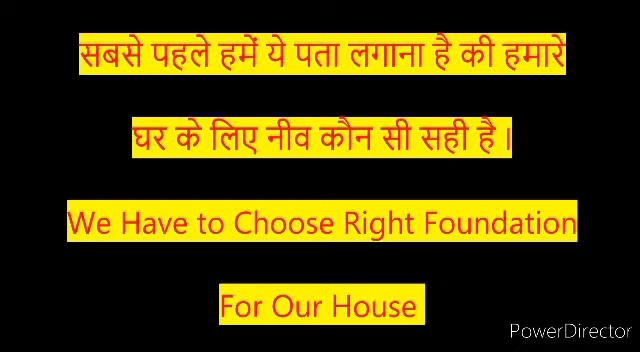 सबसे पहले हमें ये पता लगाना है की हमारे
घर के लिए नीव कौन सी सही है ।
We Have to Choose Right Foundation
For Our House
PowerDirector